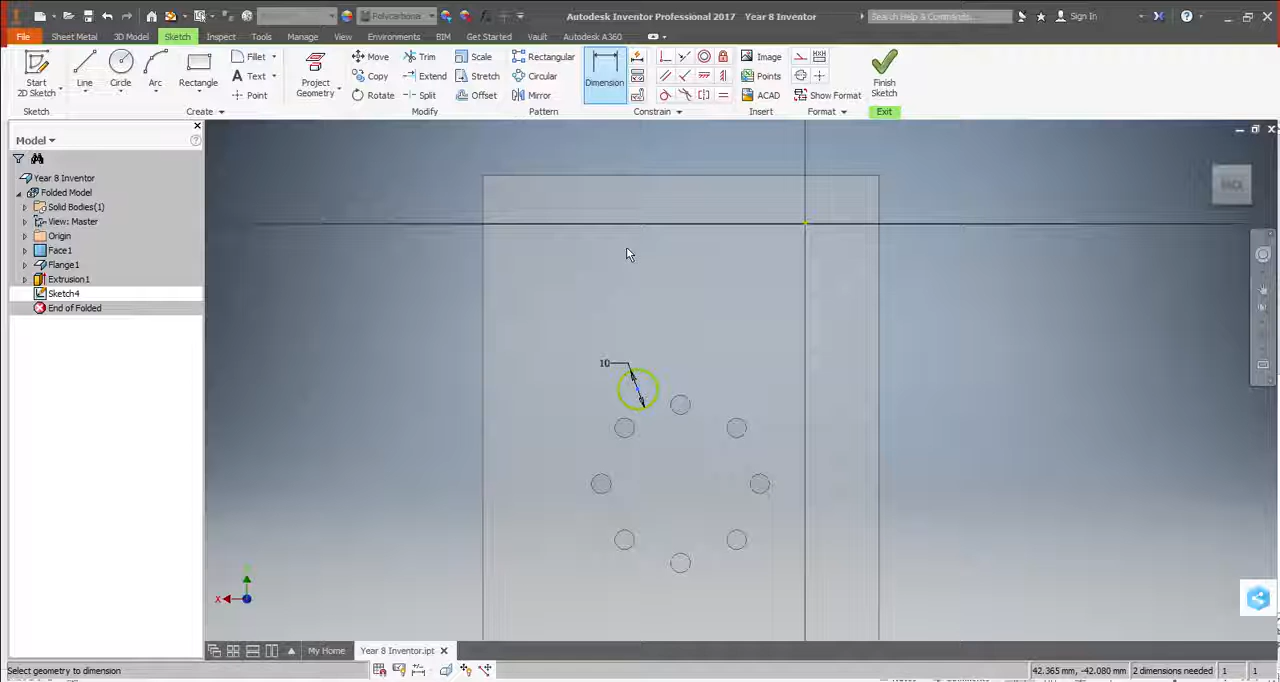 Polycarbonate
Autodesk Inventor Professional 2017 Year 8 Inventor
Search Help & Commands...
Sign In
File Sheet Metal 3D Model Sketch Inspect Tools Manage View Environments BIM Get Started Vault Autodesk A360
Start
2D Sketch
Line Circle Arc Rectangle
Fillet
Text
Point
Project
Geometry
Move Trim Scale
Copy Extend Stretch
Rotate Split Offset
Rectangular
Circular
Mirror
Dimension
Image
Points
ACAD
Show Format
Finish
Sketch
Sketch Create Modify Pattern Constrain Insert Format Exit
Model
Year 8 Inventor
Folded Model
Solid Bodies(1)
View: Master
Origin
Face1
Flange1
Extrusion1
Sketch4
End of Folded
BACK
10
X
My Home Year 8 Inventor.ipt
Select geometry to dimension 42.365 mm, -42.080 mm 2 dimensions needed 1 1